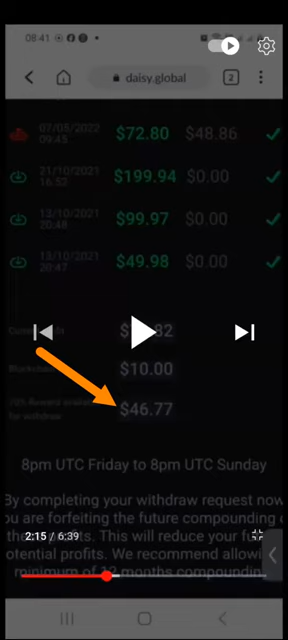 08:41
daisy.global
2
07/05/2022 $72.80 $48.86
09:45
21/10/2021 $199.94 $0.00
16:52
13/10/2021 $99.97 $0.00
20:48
13/10/2021 $49.98 $0.00
20:47
82
$10.00
$46.77
for withdraw
8pm UTC Friday to 8pm UTC Sunday
By completing your withdraw request now
ou are forfeiting the future compounding
This will reduce your
otential profits. We recommend
minimum of 12 months compounding
2:15 / 6:39